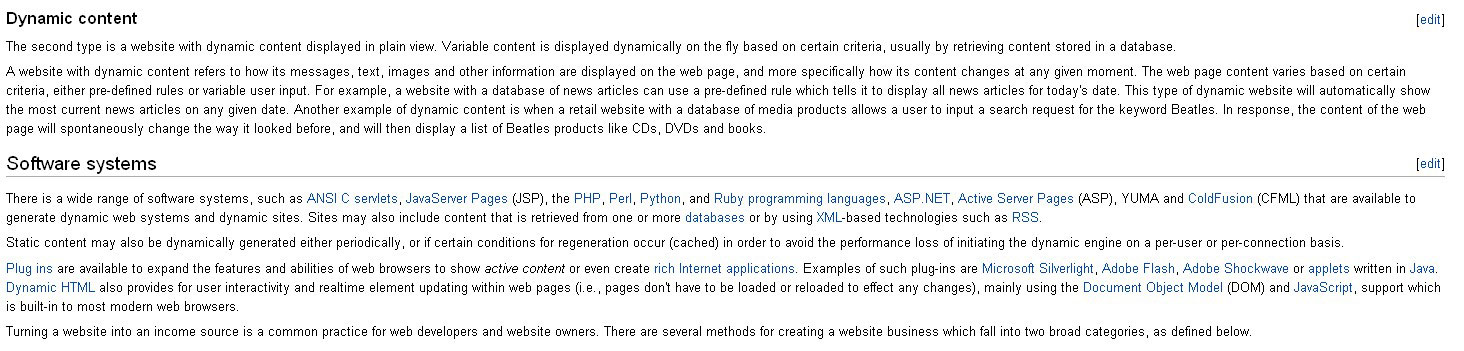 Dynamic content [edit]
The second type is a website with dynamic content displayed in plain view. Variable content is displayed dynamically on the fly based on certain criteria, usually by retrieving content stored in a database.
A website with dynamic content refers to how its messages, text, images and other information are displayed on the web page, and more specifically how its content changes at any given moment. The web page content varies based on certain
criteria, either pre-defined rules or variable user input. For example, a website with a database of news articles can use a pre-defined rule which tells it to display all news articles for today's date. This type of dynamic website will automatically show
the most current news articles on any given date. Another example of dynamic content is when a retail website with a database of media products allows a user to input a search request for the keyword Beatles. In response, the content of the web
page will spontaneously change the way it looked before, and will then display a list of Beatles products like CDs, DVDs and books.
Software systems [edit]
There is a wide range of software systems, such as ANSI C servlets, JavaServer Pages (JSP), the PHP, Perl, Python, and Ruby programming languages, ASP.NET, Active Server Pages (ASP), YUMA and ColdFusion (CFML) that are available to
generate dynamic web systems and dynamic sites. Sites may also include content that is retrieved from one or more databases or by using XML-based technologies such as RSS.
Static content may also be dynamically generated either periodically, or if certain conditions for regeneration occur (cached) in order to avoid the performance loss of initiating the dynamic engine on a per-user or per-connection basis.
Plug ins are available to expand the features and abilities of web browsers to show active content or even create rich Internet applications. Examples of such plug-ins are Microsoft Silverlight, Adobe Flash, Adobe Shockwave or applets written in Java.
Dynamic HTML also provides for user interactivity and realtime element updating within web pages (i.e., pages don't have to be loaded or reloaded to effect any changes), mainly using the Document Object Model (DOM) and JavaScript, support which
is built-in to most modern web browsers.
Turning a website into an income source is a common practice for web developers and website owners. There are several methods for creating a website business which fall into two broad categories, as defined below.